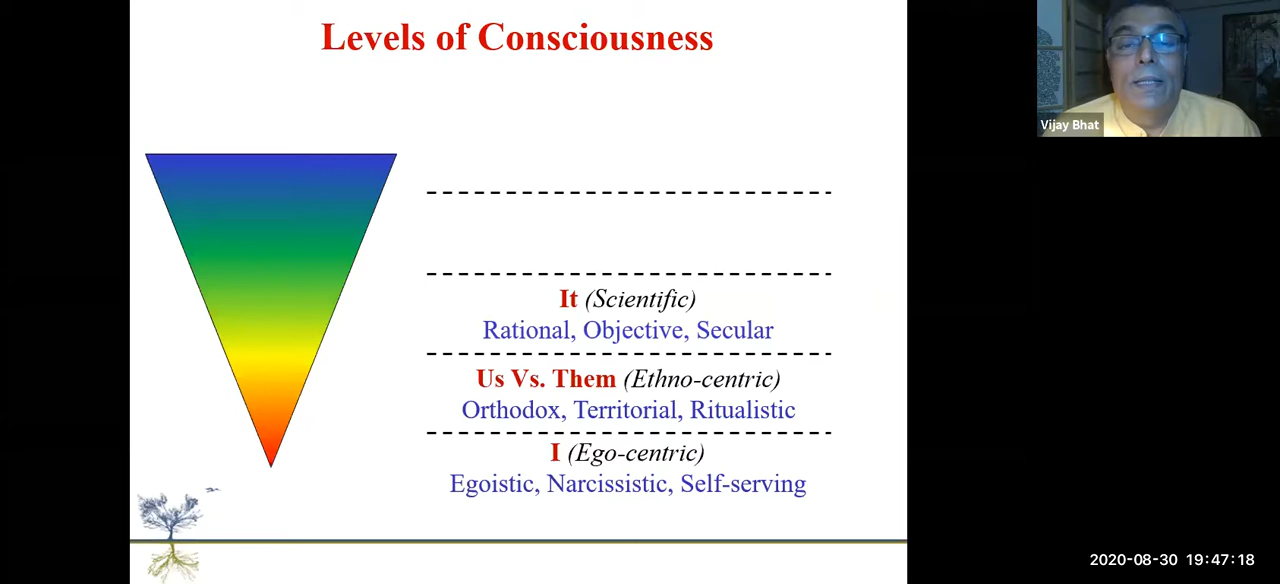 Levels of Consciousness
Vijay Bhat
It (Scientific)
Rational, Objective, Secular
Us Vs. Them (Ethno-centric)
Orthodox, Territorial, Ritualistic
I (Ego-centric)
Egoistic, Narcissistic, Self-serving
2020-08-30 19:47:18